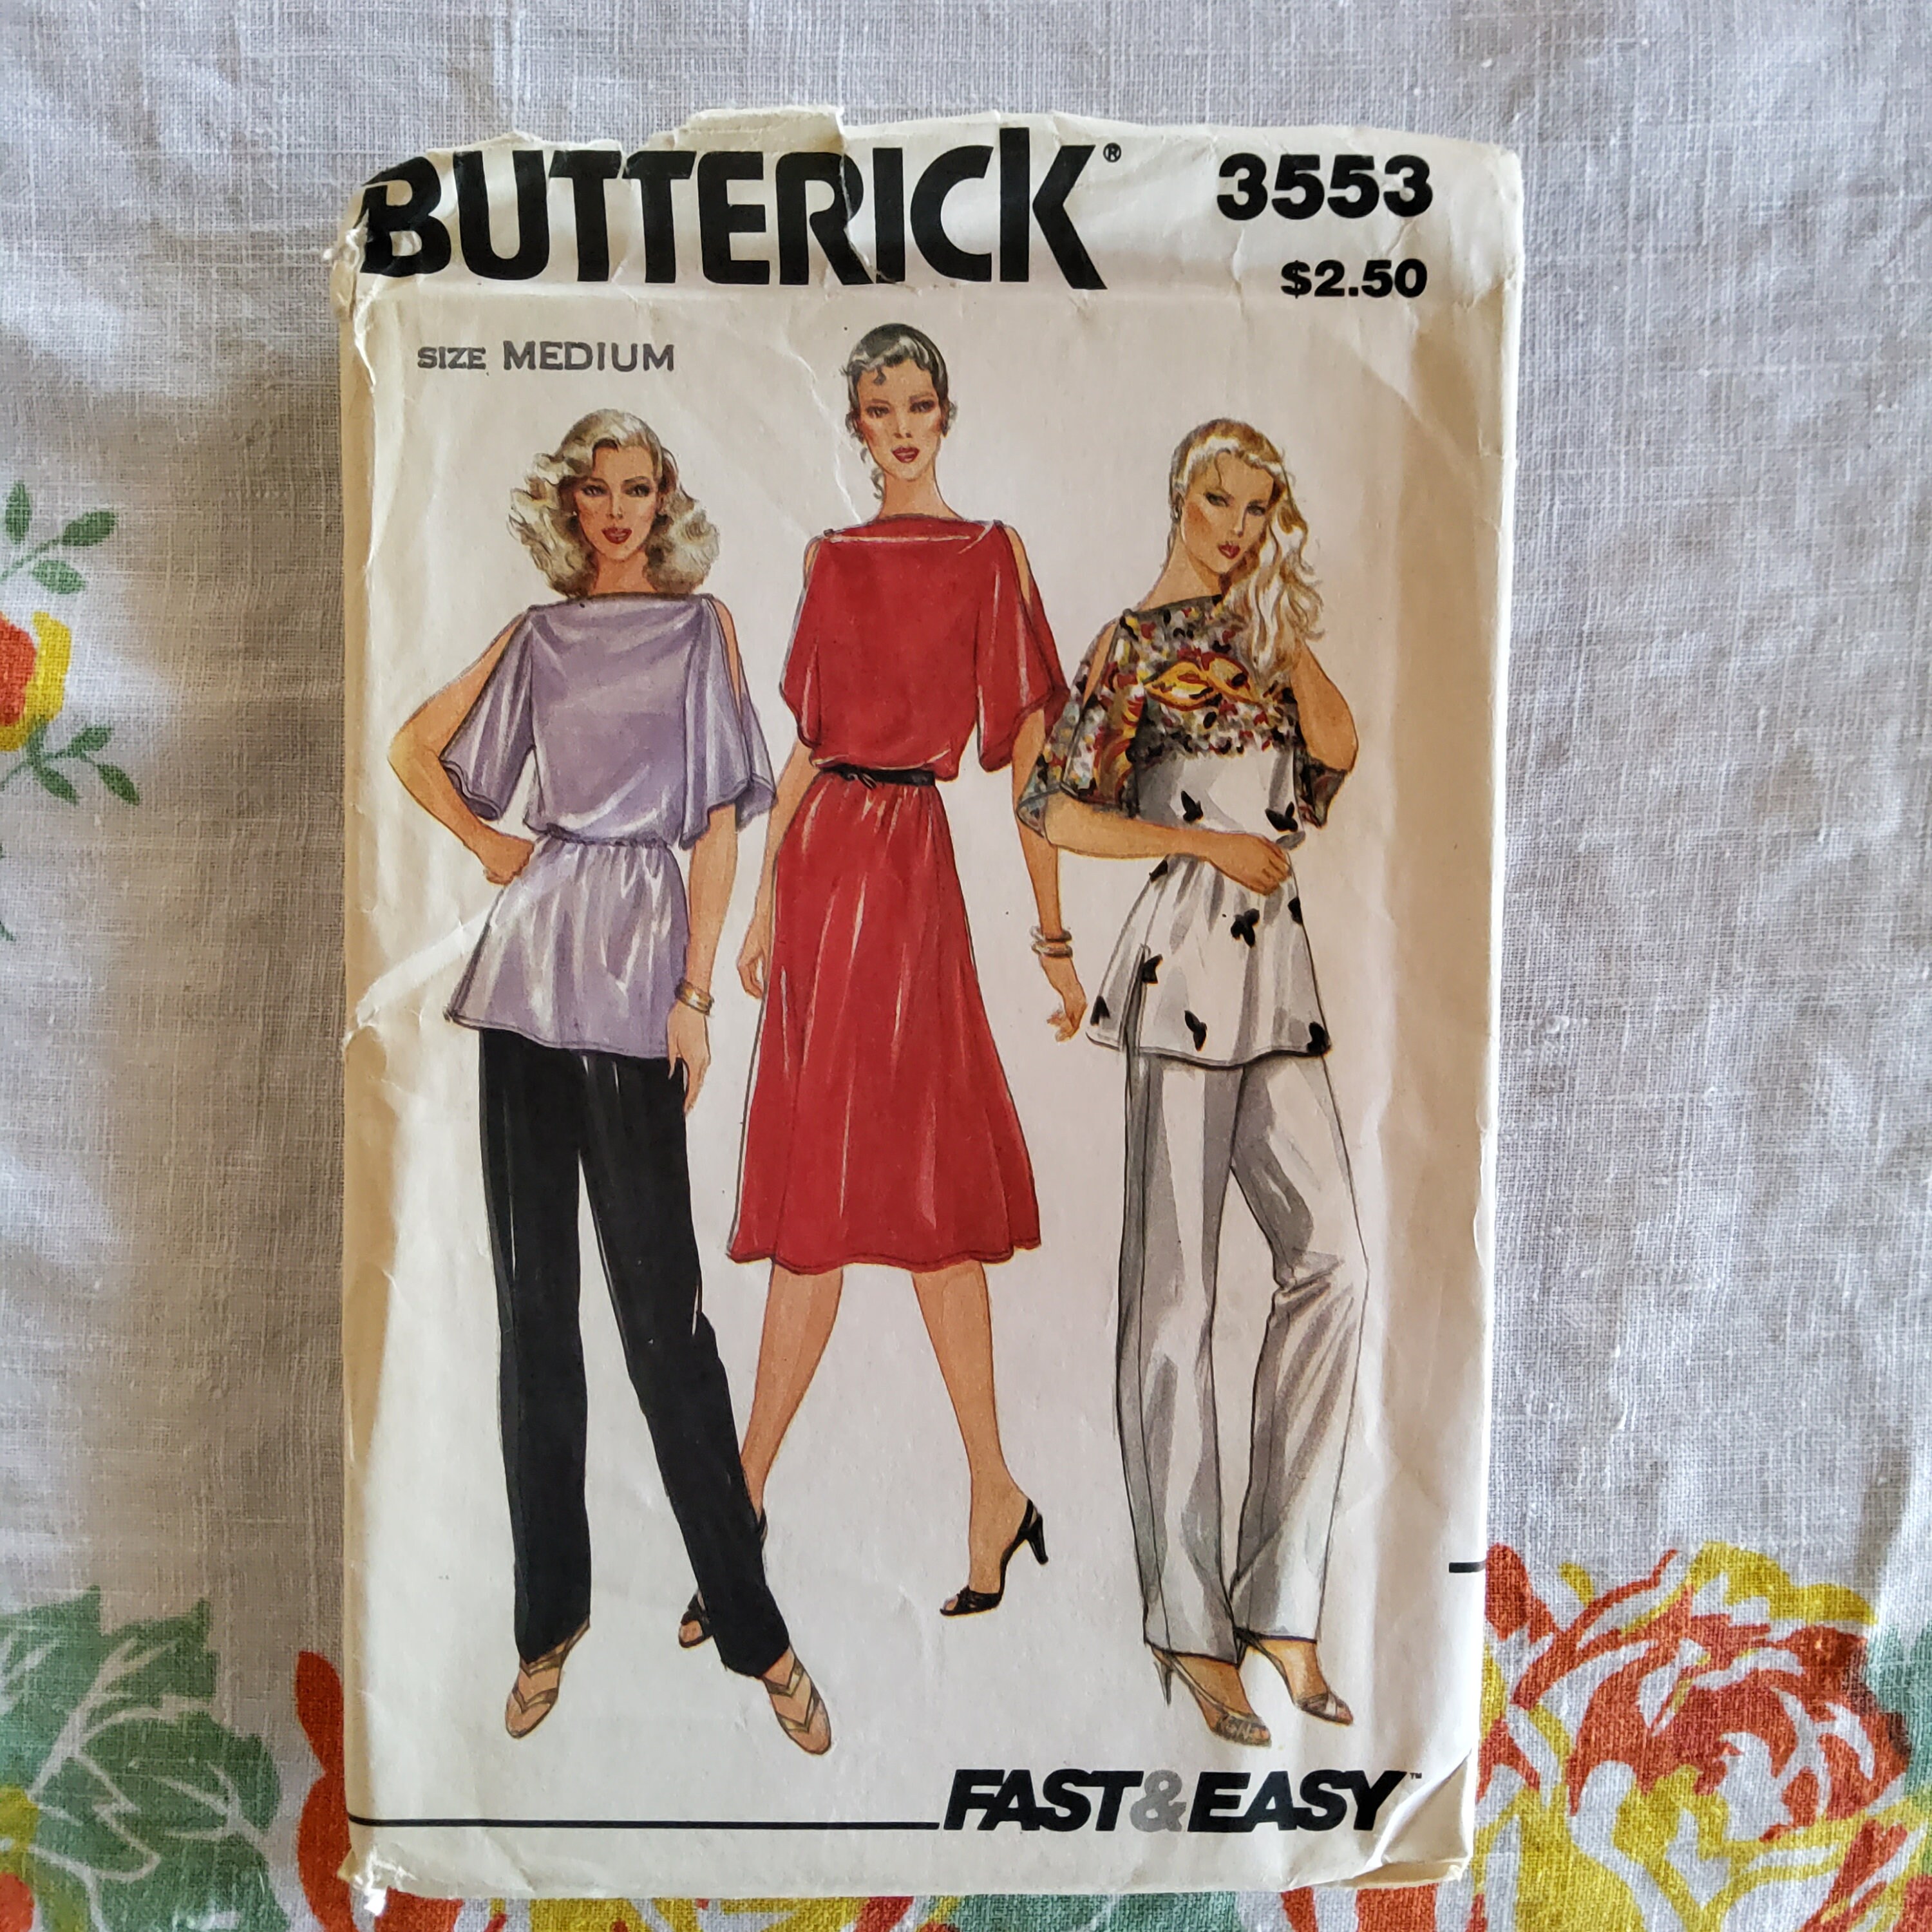 BUTTERICK® 3553
$2.50
SIZE MEDIUM
FAST&EASY™